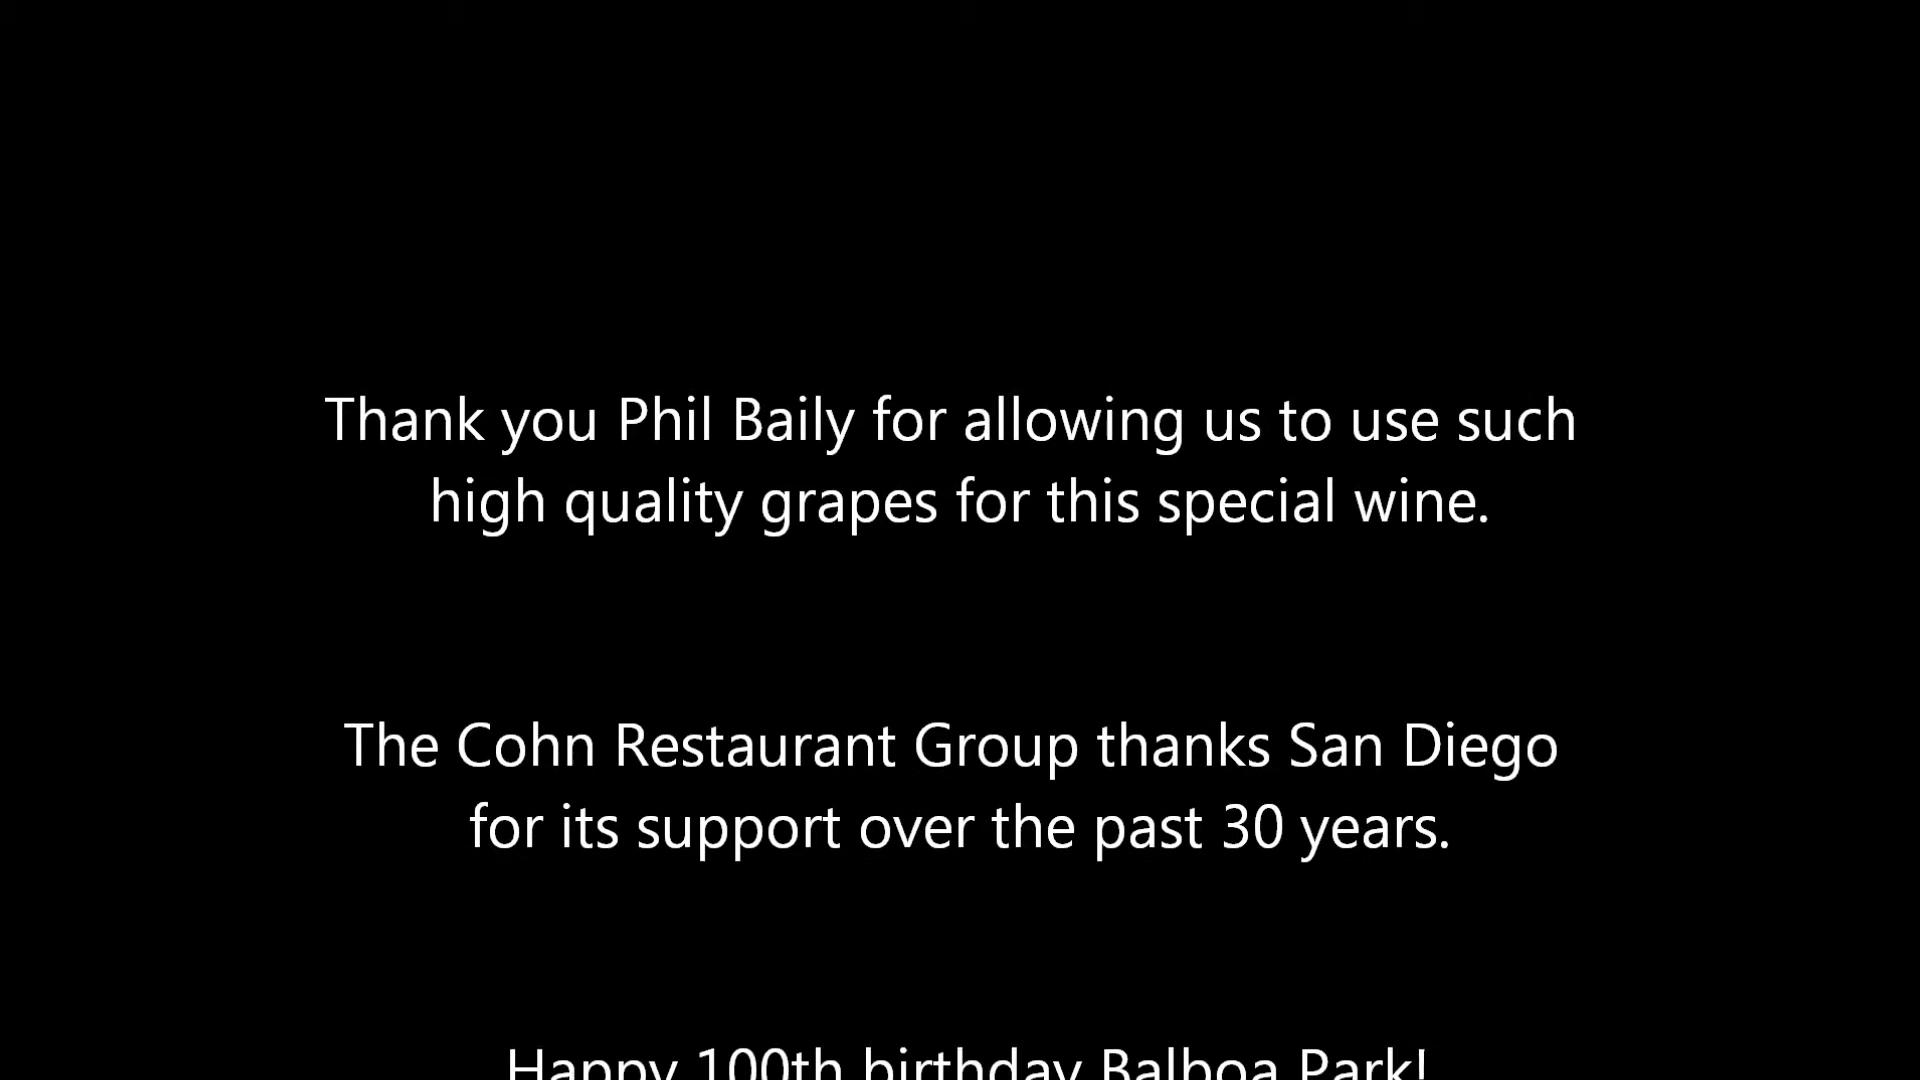 Thank you Phil Baily for allowing us to use such
high quality grapes for this special wine.
The Cohn Restaurant Group thanks San Diego
for its support over the past 30 years.
Happy 100th birthday Balboa Park!